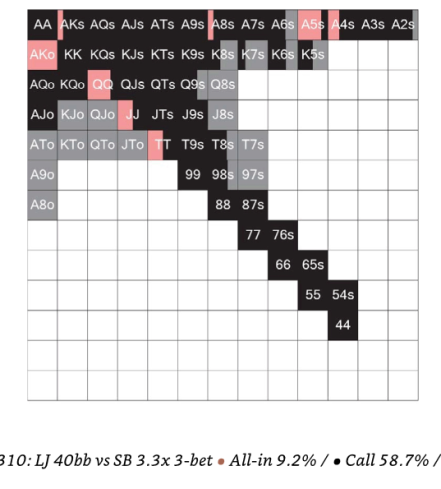 AA AKs AQs AJs ATs A9s A8s A7s A6s A5s A4s A3s A2s
AKo KK KQs KJs KTs K9s K8s K7s K6s K5s
AQo KQo QQ QJs QTs Q9s Q8s
AJo KJo QJo JJ JTs J9s J8s
ATo KTo QTo JTo TT T9s T8s T7s
A9o 99 98s 97s
A8o 88 87s
77 76s
66 65s
55 54s
44
310: LJ 40bb vs SB 3.3x 3-bet • All-in 9.2% / • Call 58.7% /